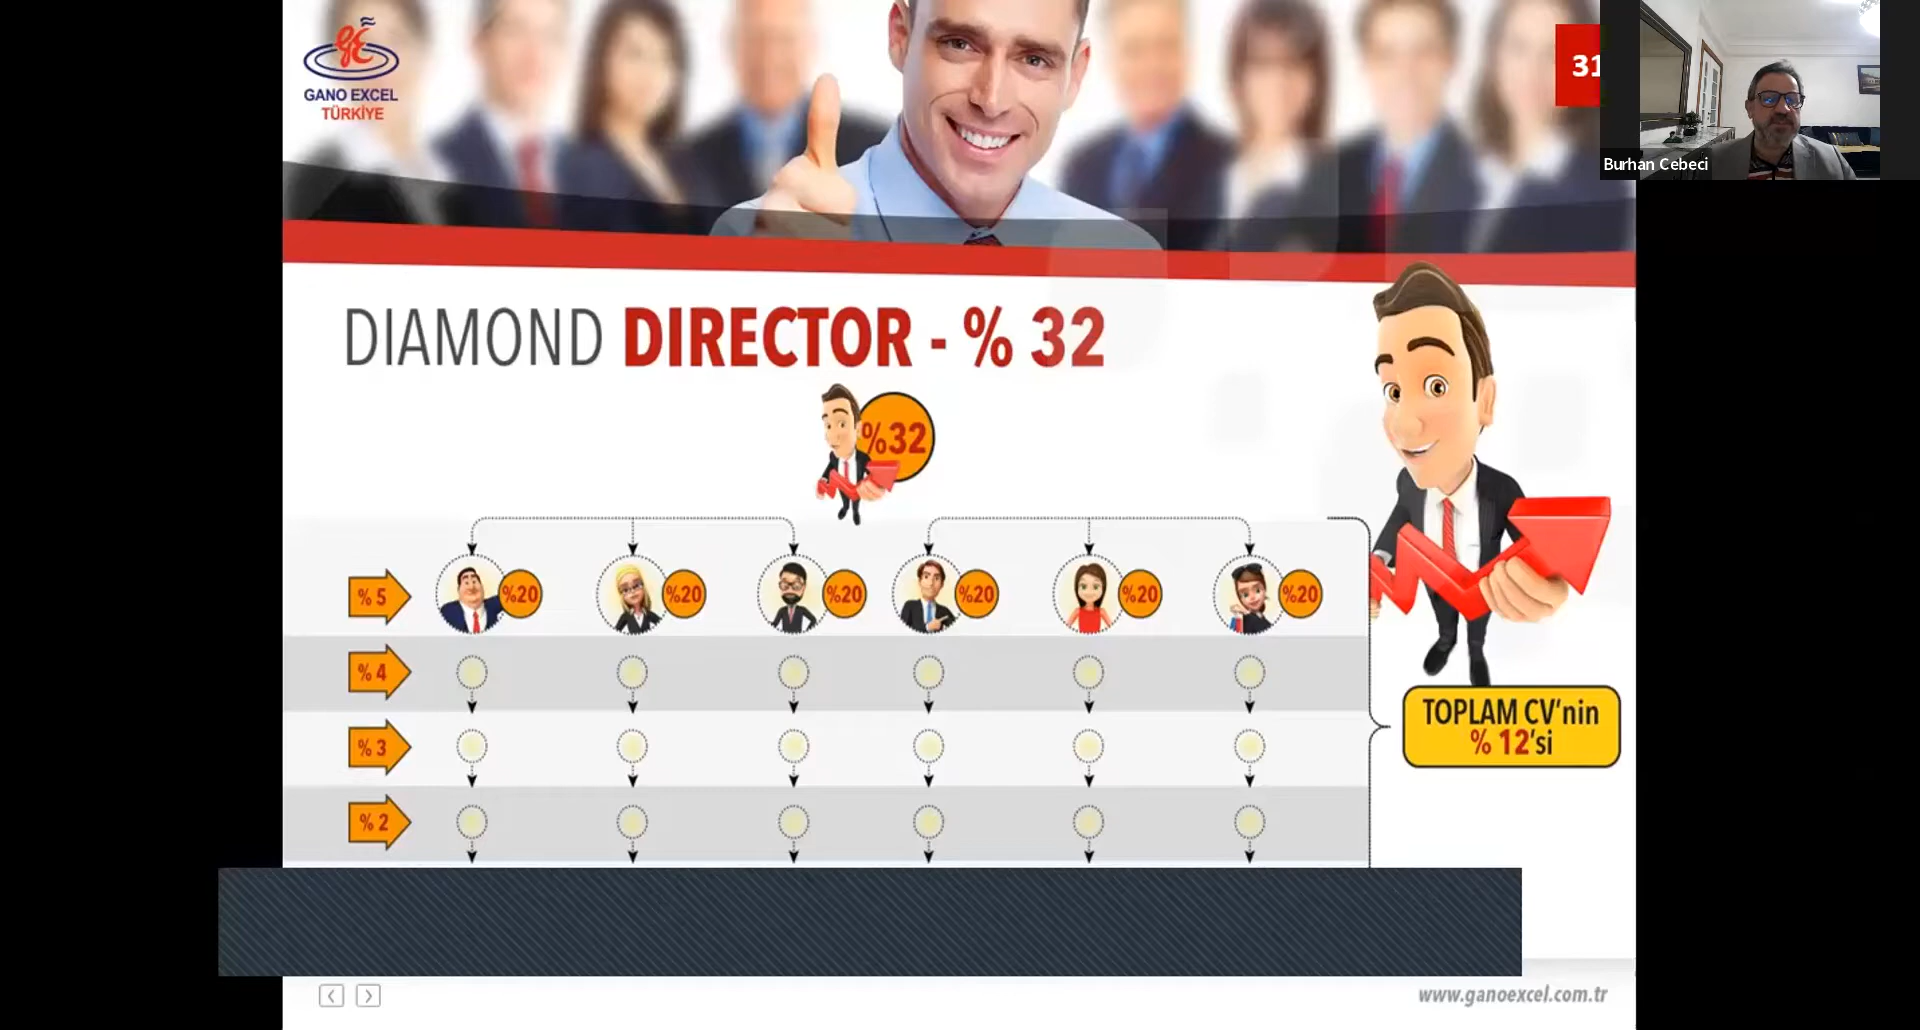 GANO EXCEL
TÜRKİYE
31
Burhan Cebeci
DIAMOND DIRECTOR - % 32
%32
% 5
%20
%20
%20
%20
%20
%20
% 4
% 3
% 2
TOPLAM CV'nin
% 12'si
www.ganoexcel.com.tr